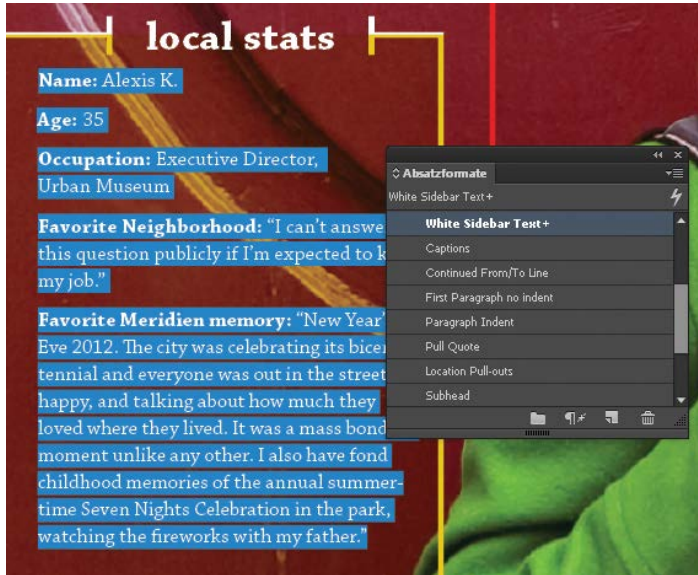 local stats
Name: Alexis K.
Age: 35
Occupation: Executive Director,
Urban Museum
Favorite Neighborhood: “I can’t answe
this question publicly if I’m expected to k
my job.”
Favorite Meridien memory: “New Year’
Eve 2012. The city was celebrating its bicen
tennial and everyone was out in the street
happy, and talking about how much they
loved where they lived. It was a mass bond
moment unlike any other. I also have fond
childhood memories of the annual summer-
time Seven Nights Celebration in the park,
watching the fireworks with my father.”
Absatzformate
White Sidebar Text+
White Sidebar Text+
Captions
Continued From/To Line
First Paragraph no indent
Paragraph Indent
Pull Quote
Location Pull-outs
Subhead